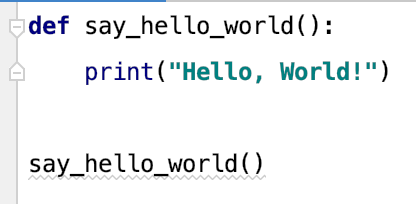 def say_hello_world():
    print("Hello, World!")

say_hello_world()